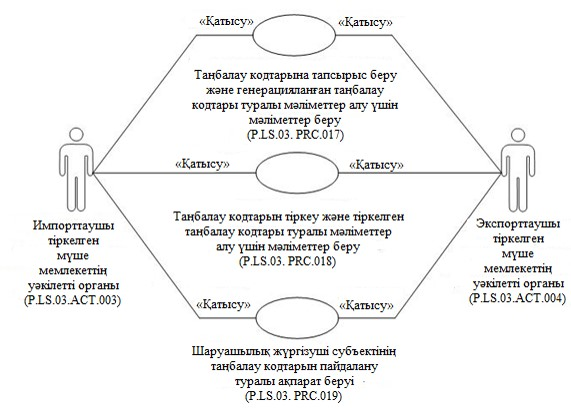 «Қатысу» «Қатысу»
Таңбалау кодтарына тапсырыс беру
және генерацияланған таңбалау
кодтары туралы мәліметтер алу үшін
мәліметтер беру
(P.LS.03. PRC.017)
«Қатысу» «Қатысу»
Импорттаушы
тіркелген
мүше
мемлекеттің
уәкілетті органы
(P.LS.03.ACT.003)
Таңбалау кодтарын тіркеу және тіркелген
таңбалау кодтары туралы мәліметтер
алу үшін мәліметтер беру
(P.LS.03. PRC.018)
Экспорттаушы
тіркелген
мүше
мемлекеттің
уәкілетті органы
(P.LS.03.ACT.004)
«Қатысу» «Қатысу»
Шаруашылық жүргізуші субъектінің
таңбалау кодтарын пайдалану
туралы ақпарат беруі
(P.LS.03. PRC.019)